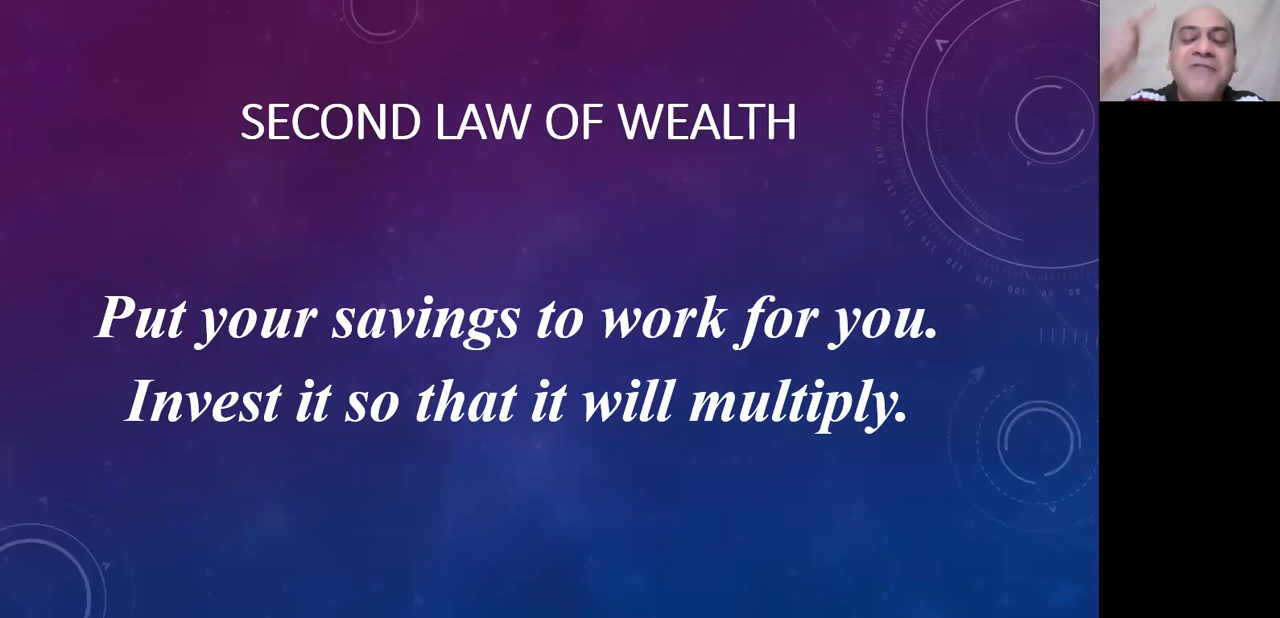 SECOND LAW OF WEALTH
Put your savings to work for you.
Invest it so that it will multiply.